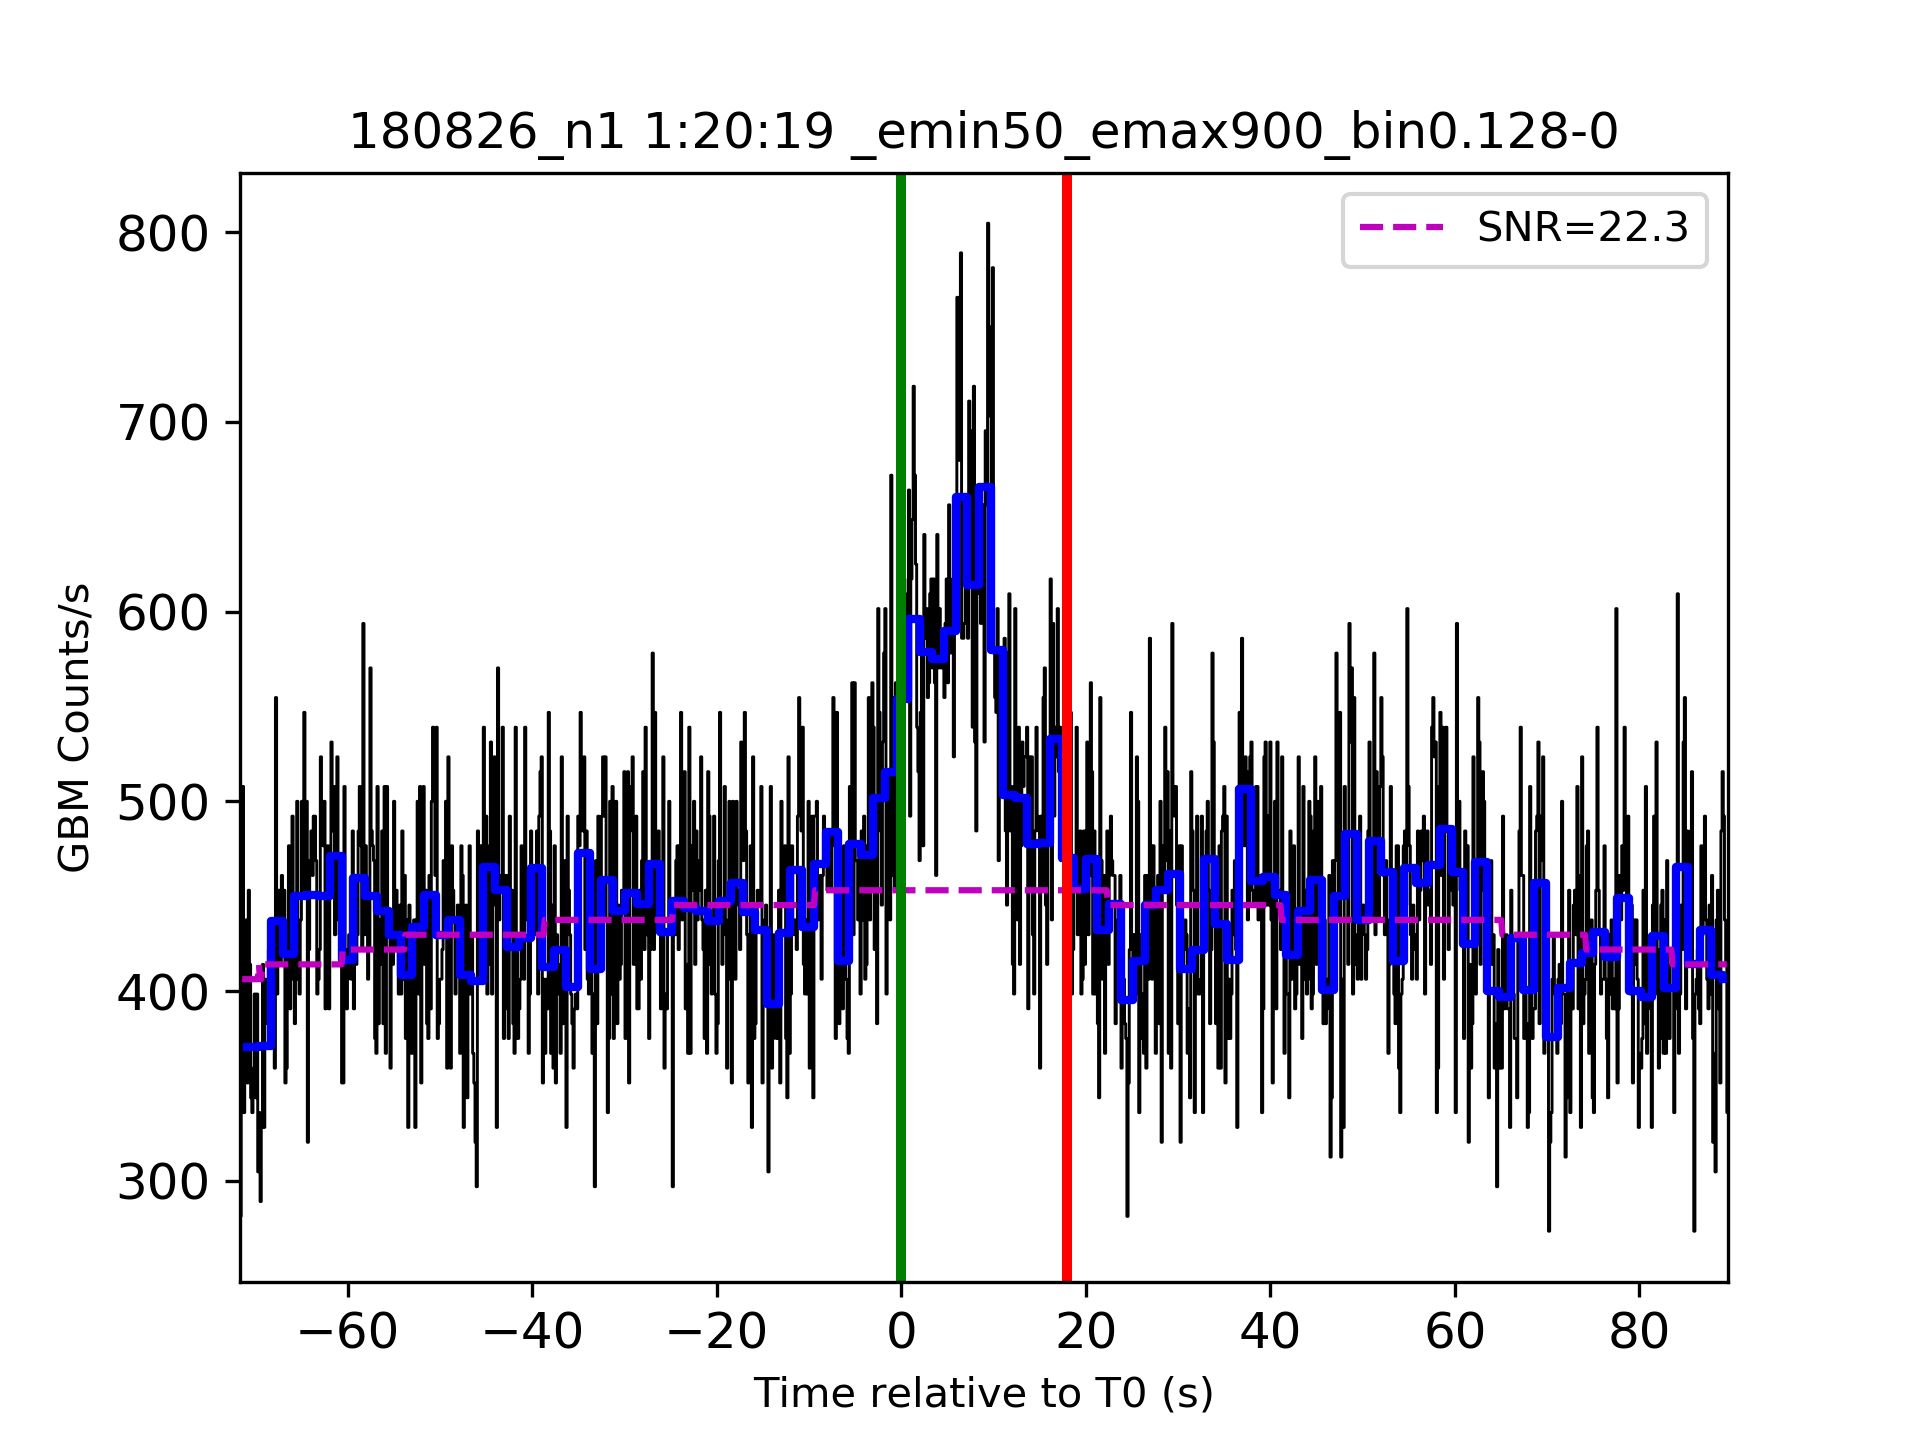 180826_n1 1:20:19 _emin50_emax900_bin0.128-0
SNR=22.3
800
700
600
500
400
300
GBM Counts/s
−60 −40 −20 0 20 40 60 80
Time relative to T0 (s)